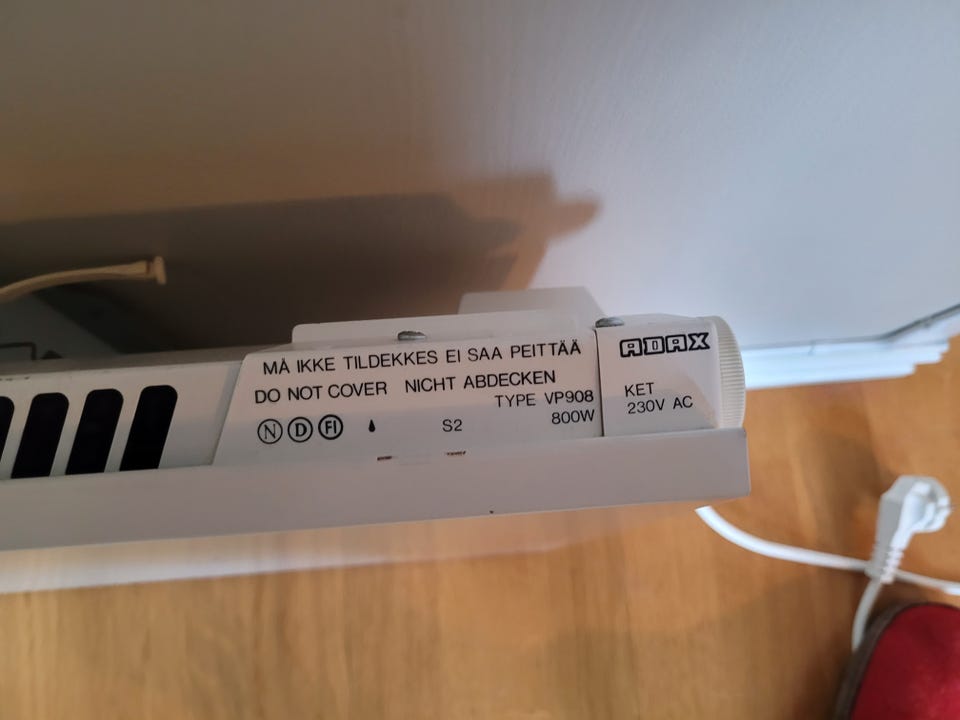 MÅ IKKE TILDEKKES EI SAA PEITTÄÄ
DO NOT COVER NICHT ABDECKEN
TYPE VP908
N D FI S2 800W
ADAX
KET
230V AC